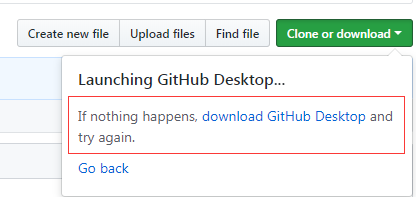 Create new file Upload files Find file Clone or download
Launching GitHub Desktop...
If nothing happens, download GitHub Desktop and
try again.
Go back